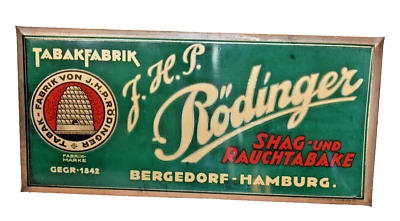 TABAKFABRIK
J. H. P.
Rödinger
TABAK-FABRIK VON J.H.P. RÖDINGER
FABRIK-
MARKE
GEGR·1842
SHAG-UND
RAUCHTABAKE
BERGEDORF-HAMBURG.